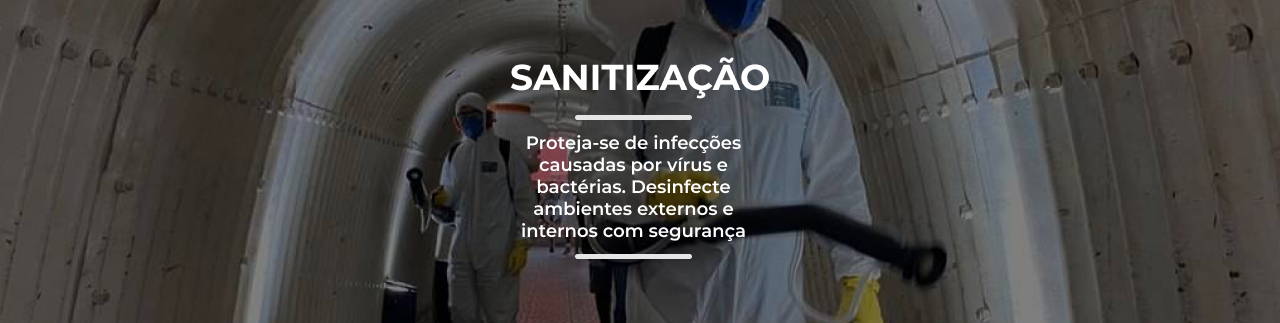 SANITIZAÇÃO
Proteja-se de infecções
causadas por vírus e
bactérias. Desinfecte
ambientes externos e
internos com segurança